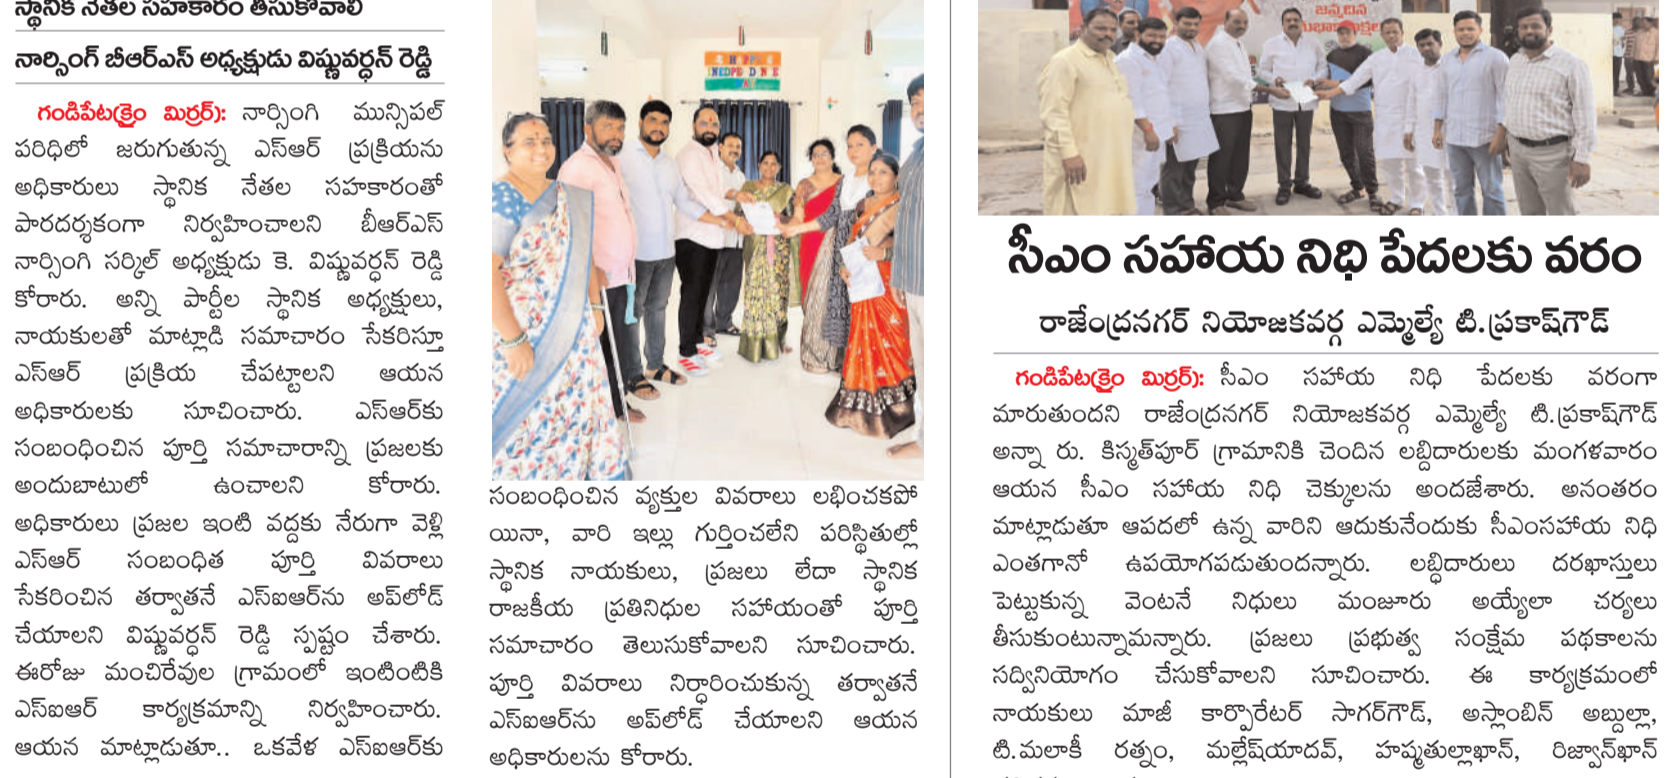 స్థానిక నేతల సహకారం తీసుకోవాలి
నార్సింగ్ బీఆర్ఎస్ అధ్యక్షుడు విష్ణువర్ధన్ రెడ్డి
గండిపేట(క్రైం మిర్రర్): నార్సింగి మున్సిపల్
పరిధిలో జరుగుతున్న ఎస్ఆర్ ప్రక్రియను
అధికారులు స్థానిక నేతల సహకారంతో
పారదర్శకంగా నిర్వహించాలని బీఆర్ఎస్
నార్సింగి సర్కిల్ అధ్యక్షుడు కె. విష్ణువర్ధన్ రెడ్డి
కోరారు. అన్ని పార్టీల స్థానిక అధ్యక్షులు,
నాయకులతో మాట్లాడి సమాచారం సేకరిస్తూ
ఎస్ఆర్ ప్రక్రియ చేపట్టాలని ఆయన
అధికారులకు సూచించారు. ఎస్ఆర్‌కు
సంబంధించిన పూర్తి సమాచారాన్ని ప్రజలకు
అందుబాటులో ఉంచాలని కోరారు.
అధికారులు ప్రజల ఇంటి వద్దకు నేరుగా వెళ్లి
ఎస్ఆర్ సంబంధిత పూర్తి వివరాలు
సేకరించిన తర్వాతనే ఎస్ఐఆర్‌ను అప్‌లోడ్
చేయాలని విష్ణువర్ధన్ రెడ్డి స్పష్టం చేశారు.
ఈరోజు మంచిరేవుల గ్రామంలో ఇంటింటికి
ఎస్ఐఆర్ కార్యక్రమాన్ని నిర్వహించారు.
ఆయన మాట్లాడుతూ.. ఒకవేళ ఎస్ఐఆర్‌కు
సంబంధించిన వ్యక్తుల వివరాలు లభించకపో
యినా, వారి ఇల్లు గుర్తించలేని పరిస్థితుల్లో
స్థానిక నాయకులు, ప్రజలు లేదా స్థానిక
రాజకీయ ప్రతినిధుల సహాయంతో పూర్తి
సమాచారం తెలుసుకోవాలని సూచించారు.
పూర్తి వివరాలు నిర్ధారించుకున్న తర్వాతనే
ఎస్ఐఆర్‌ను అప్‌లోడ్ చేయాలని ఆయన
అధికారులను కోరారు.
జన్మదిన
సీఎం సహాయ నిధి పేదలకు వరం
రాజేంద్రనగర్ నియోజకవర్గ ఎమ్మెల్యే టి.ప్రకాష్‌గౌడ్
గండిపేట(క్రైం మిర్రర్): సీఎం సహాయ నిధి పేదలకు వరంగా
మారుతుందని రాజేంద్రనగర్ నియోజకవర్గ ఎమ్మెల్యే టి.ప్రకాష్‌గౌడ్
అన్నా రు. కిస్మత్‌పూర్ గ్రామానికి చెందిన లబ్దిదారులకు మంగళవారం
ఆయన సీఎం సహాయ నిధి చెక్కులను అందజేశారు. అనంతరం
మాట్లాడుతూ ఆపదలో ఉన్న వారిని ఆదుకునేందుకు సీఎంసహాయ నిధి
ఎంతగానో ఉపయోగపడుతుందన్నారు. లబ్ధిదారులు దరఖాస్తులు
పెట్టుకున్న వెంటనే నిధులు మంజూరు అయ్యేలా చర్యలు
తీసుకుంటున్నామన్నారు. ప్రజలు ప్రభుత్వ సంక్షేమ పథకాలను
సద్వినియోగం చేసుకోవాలని సూచించారు. ఈ కార్యక్రమంలో
నాయకులు మాజీ కార్పొరేటర్ సాగర్‌గౌడ్, అస్లాంబిన్ అబ్దుల్లా,
టి.మలాకీ రత్నం, మల్లేష్‌యాదవ్, హష్మతుల్లాఖాన్, రిజ్వాన్‌ఖాన్